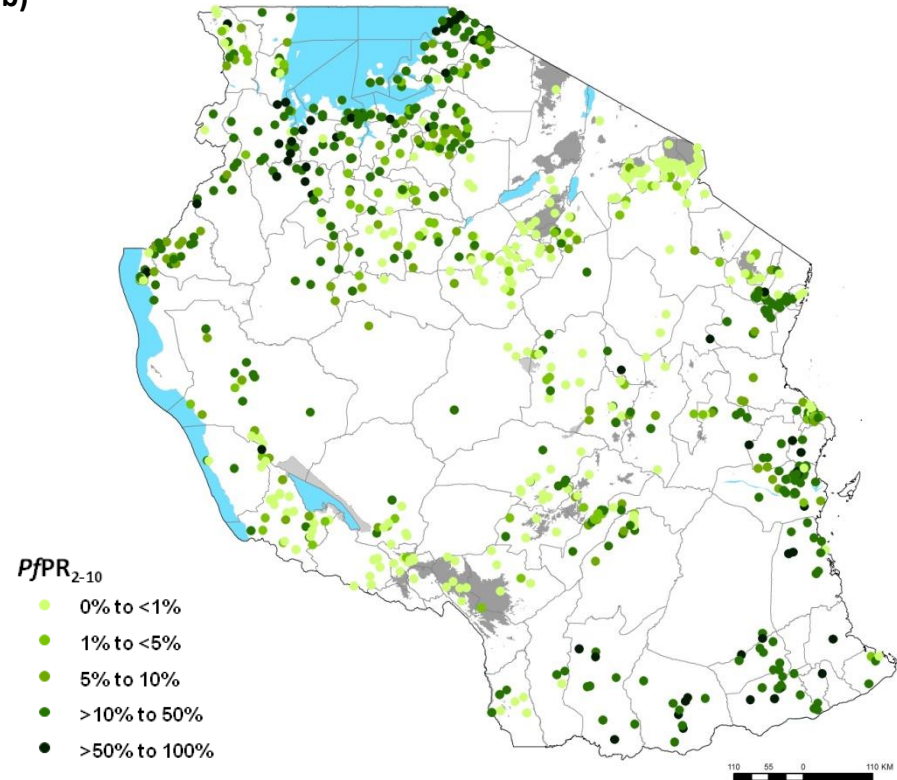 b)
PfPR2-10
0% to <1%
1% to <5%
5% to 10%
>10% to 50%
>50% to 100%
110 55 0 110 KM